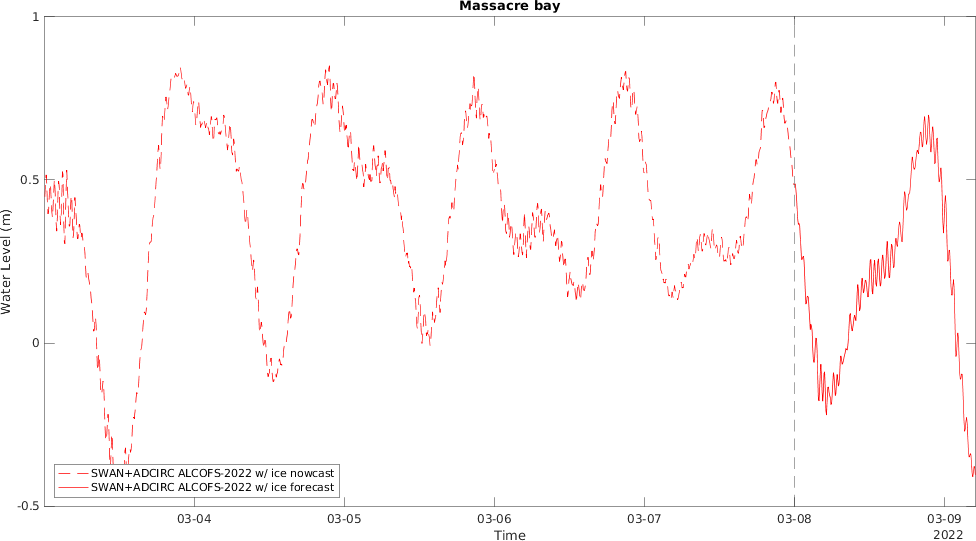 Massacre bay
1
0.5
0
-0.5
Water Level (m)
SWAN+ADCIRC ALCOFS-2022 w/ ice nowcast
SWAN+ADCIRC ALCOFS-2022 w/ ice forecast
03-04 03-05 03-06 03-07 03-08 03-09
Time
2022